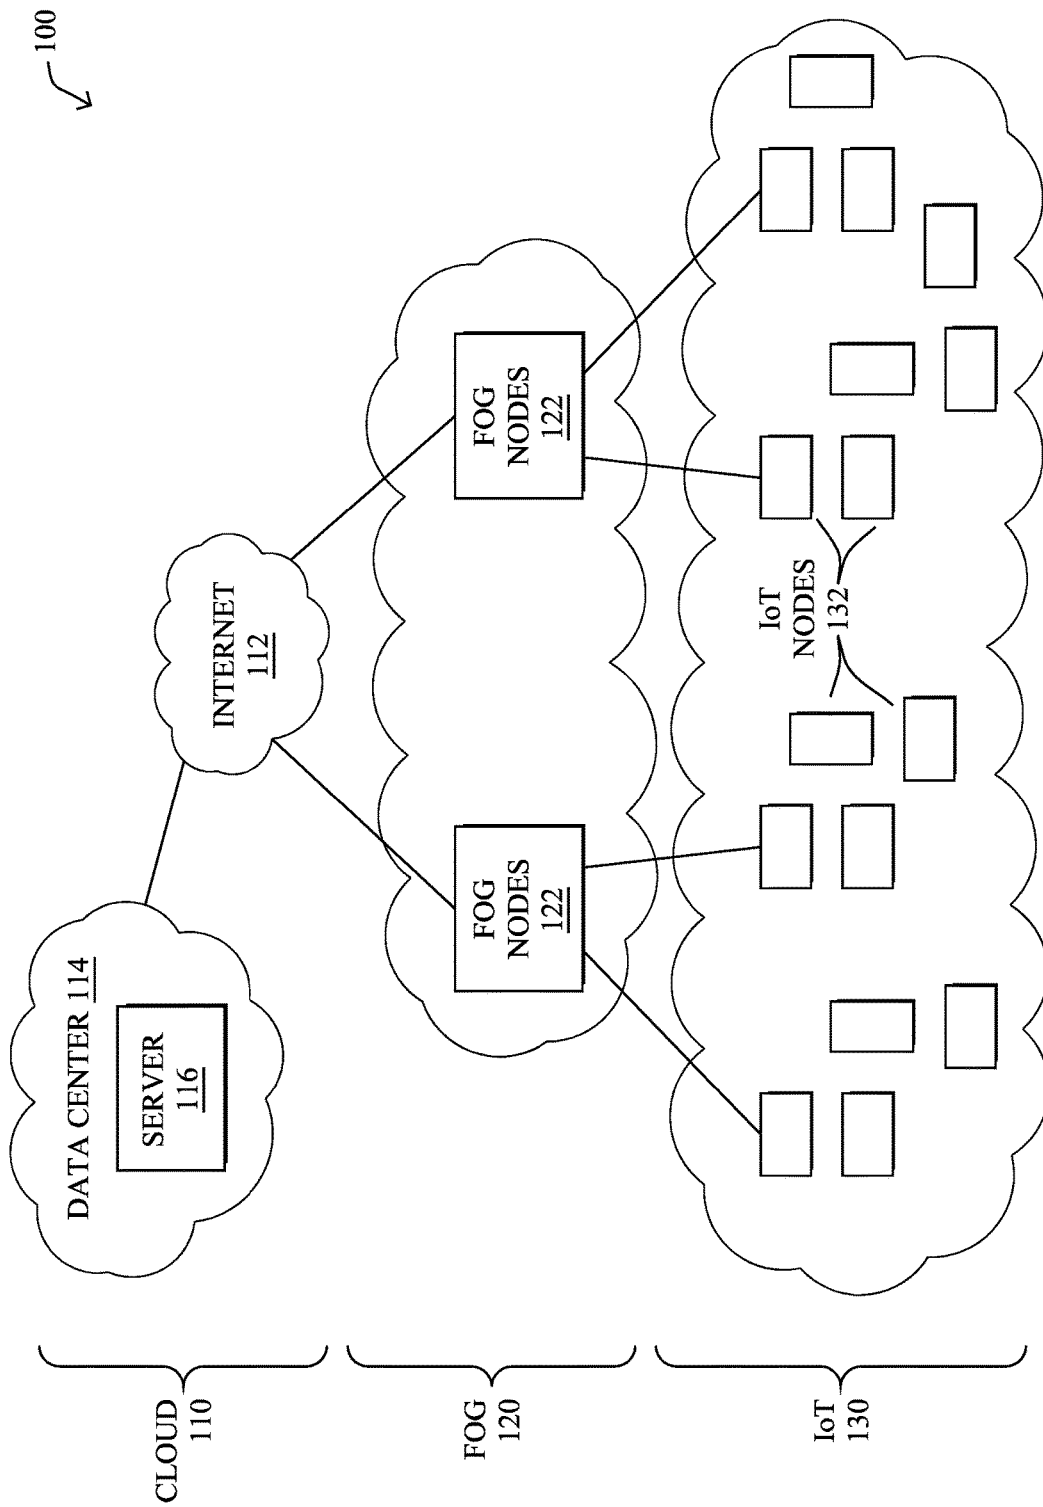 100
CLOUD
110
DATA CENTER 114
SERVER
116
INTERNET
112
FOG
120
FOG
NODES
122
FOG
NODES
122
IoT
130
IoT
NODES
132